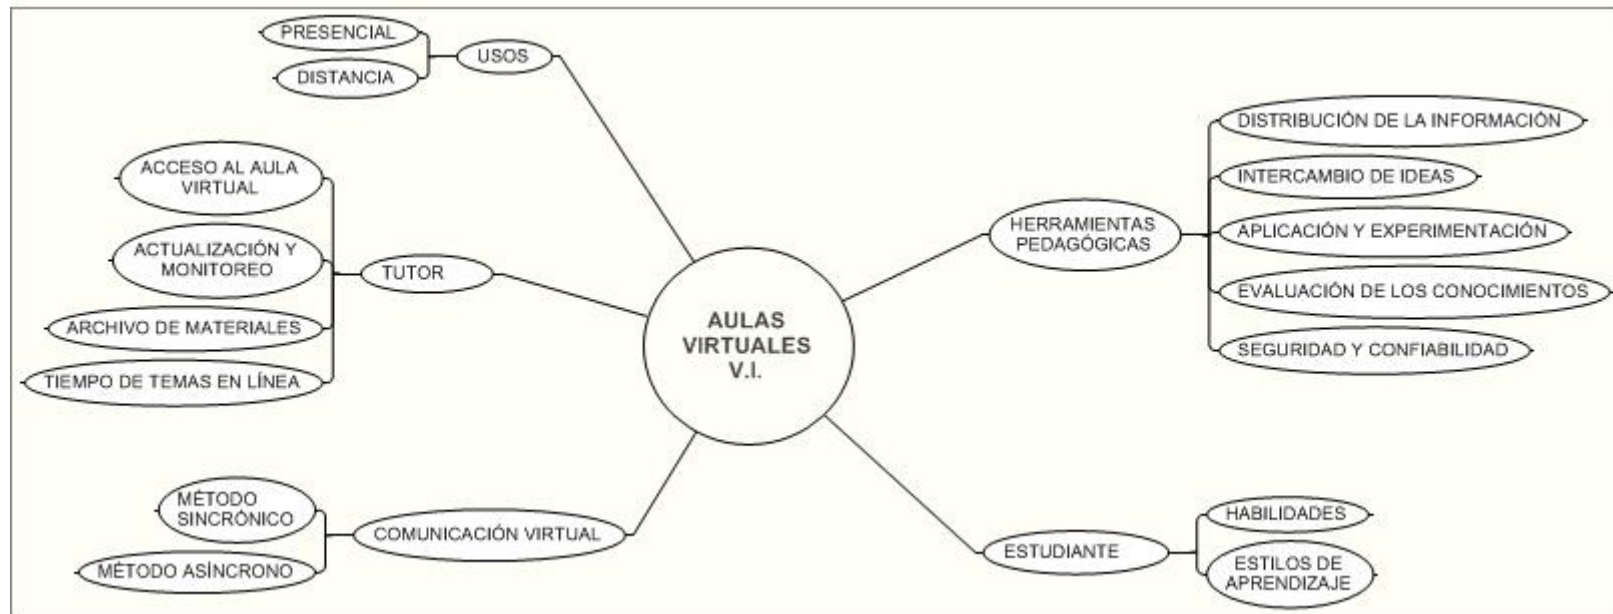 PRESENCIAL
DISTANCIA
USOS
ACCESO AL AULA
VIRTUAL
ACTUALIZACIÓN Y
MONITOREO
ARCHIVO DE MATERIALES
TIEMPO DE TEMAS EN LÍNEA
TUTOR
MÉTODO
SINCRÓNICO
MÉTODO ASÍNCRONO
COMUNICACIÓN VIRTUAL
AULAS
VIRTUALES
V.I.
HERRAMIENTAS
PEDAGÓGICAS
DISTRIBUCIÓN DE LA INFORMACIÓN
INTERCAMBIO DE IDEAS
APLICACIÓN Y EXPERIMENTACIÓN
EVALUACIÓN DE LOS CONOCIMIENTOS
SEGURIDAD Y CONFIABILIDAD
ESTUDIANTE
HABILIDADES
ESTILOS DE
APRENDIZAJE